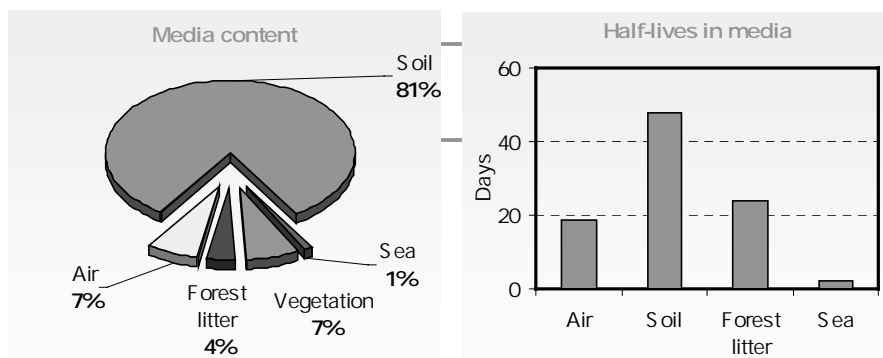 Media content
Soil
81%
Sea
1%
Vegetation
7%
Forest
litter
4%
Air
7%
Half-lives in media
Days
60
40
20
0
Air
Soil
Forest
litter
Sea